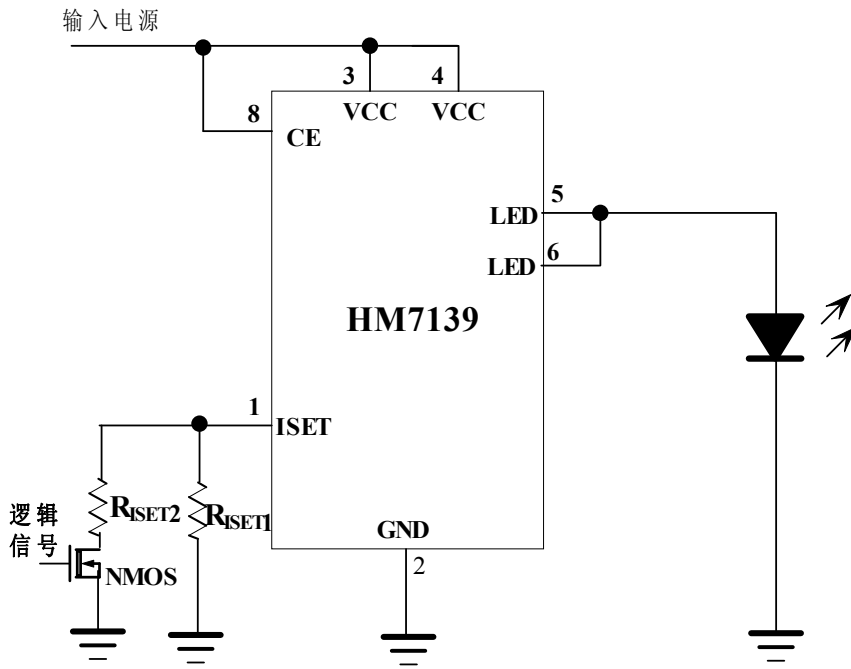 输入电源
3
4
8
VCC
VCC
CE
5
LED
6
LED
HM7139
1
ISET
RISET2
RISET1
逻辑
信号
GND
NMOS
2